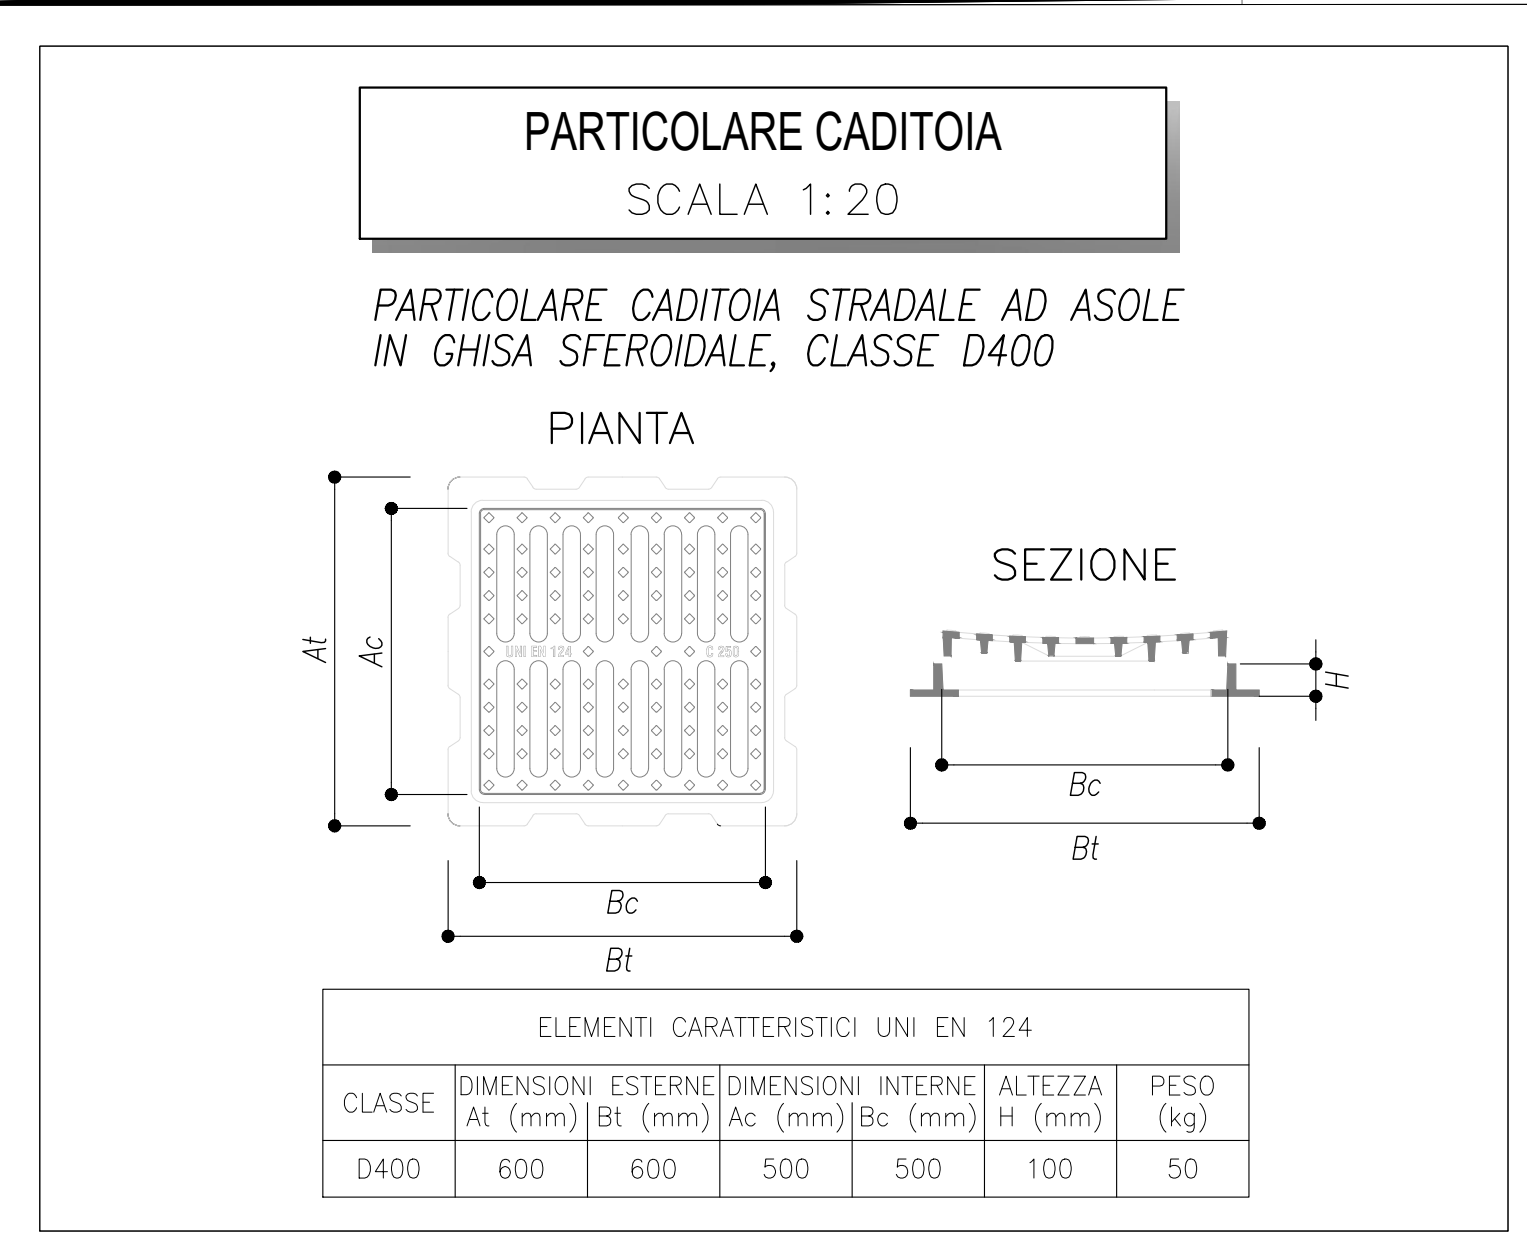 PARTICOLARE CADITOIA
SCALA 1:20
PARTICOLARE CADITOIA STRADALE AD ASOLE
IN GHISA SFEROIDALE, CLASSE D400
PIANTA
At
Ac
UNI EN 124
C 250
Bc
Bt
SEZIONE
H
Bc
Bt
ELEMENTI CARATTERISTICI UNI EN 124
CLASSE
DIMENSIONI ESTERNE
At (mm) Bt (mm)
DIMENSIONI INTERNE
Ac (mm) Bc (mm)
ALTEZZA
H (mm)
PESO
(kg)
D400 600 600 500 500 100 50